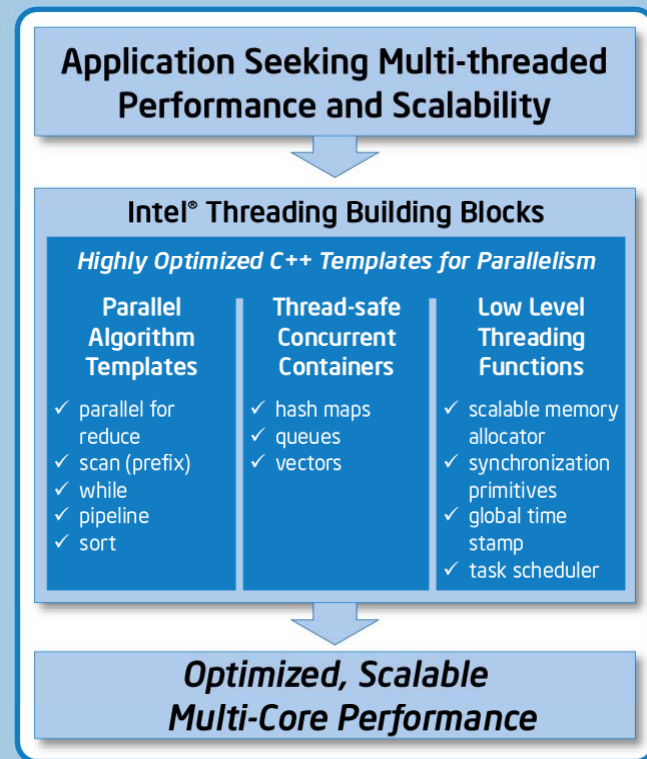 Application Seeking Multi-threaded
Performance and Scalability
Intel® Threading Building Blocks
Highly Optimized C++ Templates for Parallelism
Parallel
Algorithm
Templates
✓ parallel for
reduce
✓ scan (prefix)
✓ while
✓ pipeline
✓ sort
Thread-safe
Concurrent
Containers
✓ hash maps
✓ queues
✓ vectors
Low Level
Threading
Functions
✓ scalable memory
allocator
✓ synchronization
primitives
✓ global time
stamp
✓ task scheduler
Optimized, Scalable
Multi-Core Performance